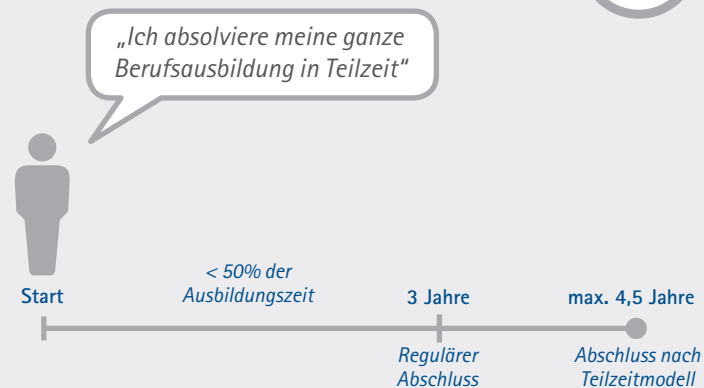 „Ich absolviere meine ganze
Berufsausbildung in Teilzeit“
< 50% der
Ausbildungszeit
Start
3 Jahre
max. 4,5 Jahre
Regulärer
Abschluss
Abschluss nach
Teilzeitmodell